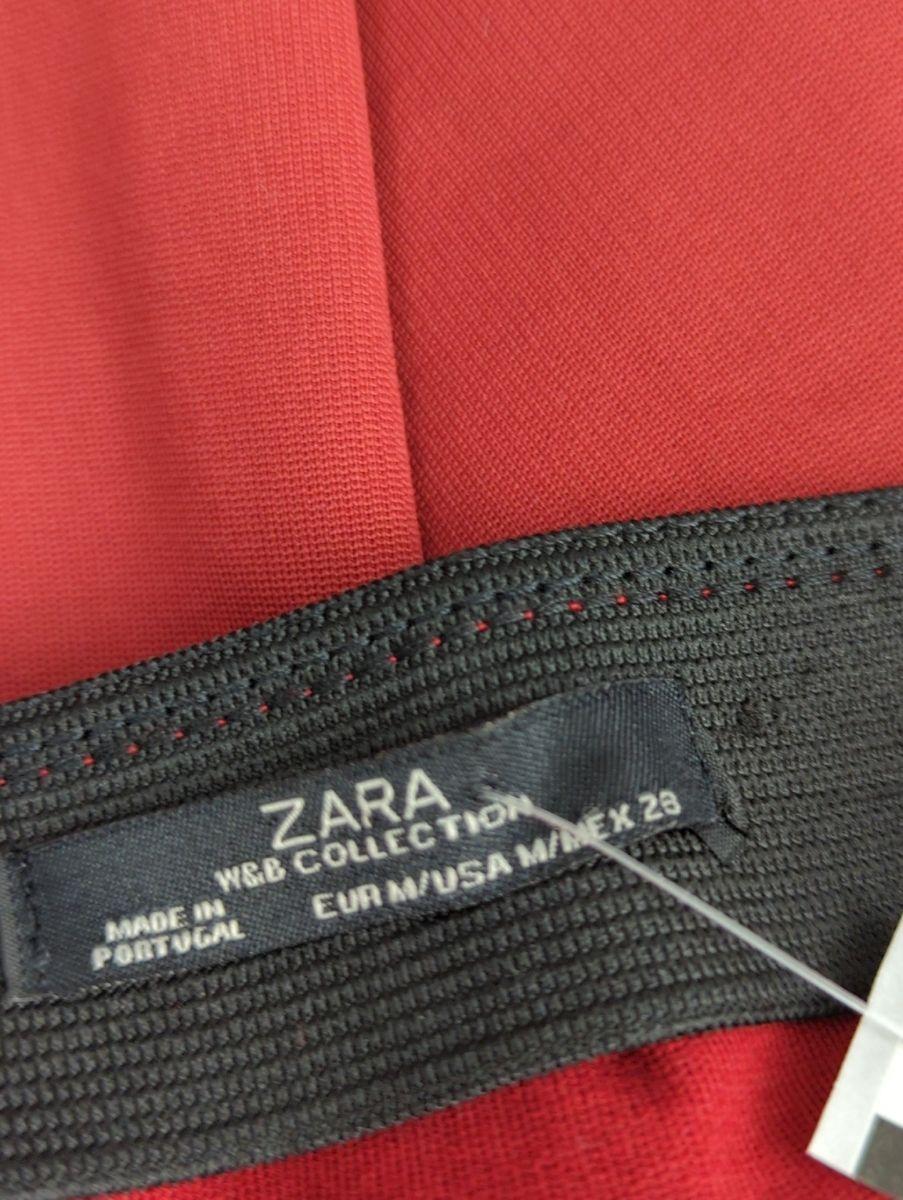 ZARA
W&B COLLECTION
EUR M/USA M/MEX 28
MADE IN
PORTUGAL